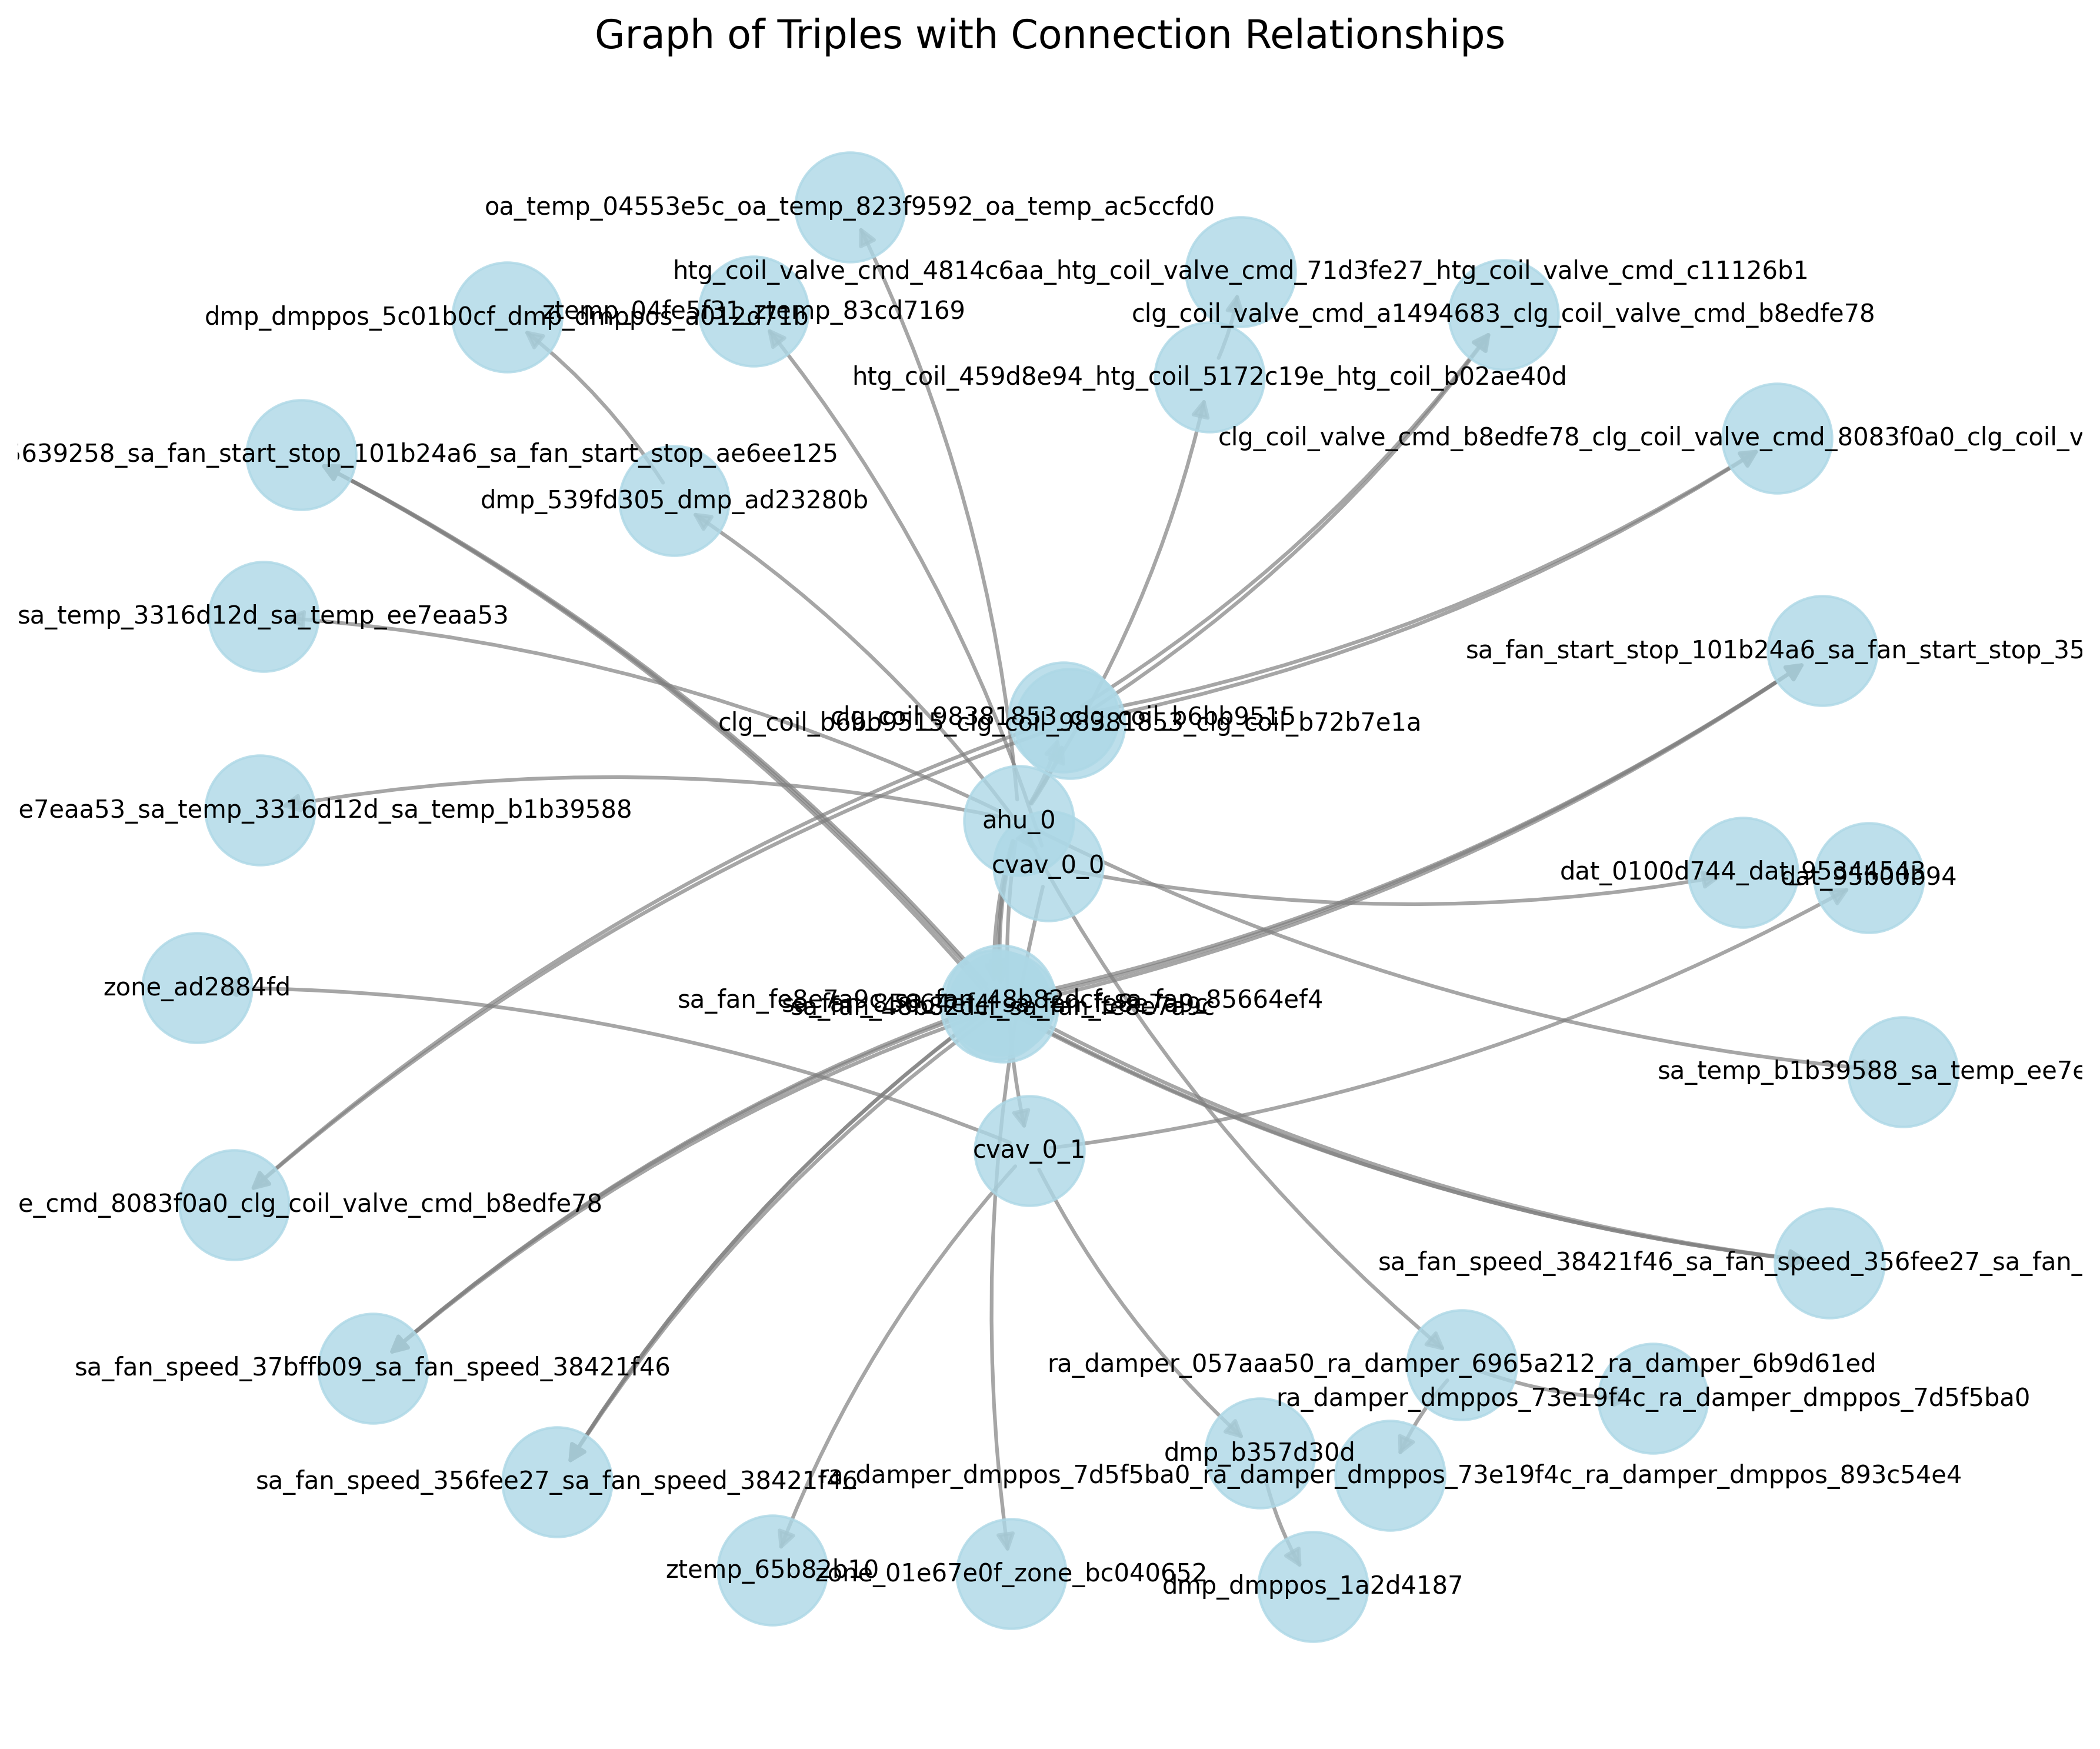 Graph of Triples with Connection Relationships
oa_temp_04553e5c_oa_temp_823f9592_oa_temp_ac5ccfd0
htg_coil_valve_cmd_4814c6aa_htg_coil_valve_cmd_71d3fe27_htg_coil_valve_cmd_c11126b1
ztemp_04fe5f31_ztemp_83cd7169
dmp_dmppos_5c01b0cf_dmp_dmppos_a012d71b
clg_coil_valve_cmd_a1494683_clg_coil_valve_cmd_b8edfe78
htg_coil_459d8e94_htg_coil_5172c19e_htg_coil_b02ae40d
clg_coil_valve_cmd_b8edfe78_clg_coil_valve_cmd_8083f0a0_clg_coil_v
639258_sa_fan_start_stop_101b24a6_sa_fan_start_stop_ae6ee125
dmp_539fd305_dmp_ad23280b
sa_temp_3316d12d_sa_temp_ee7eaa53
sa_fan_start_stop_101b24a6_sa_fan_start_stop_35
clg_coil_98381853_clg_coil_b6bb9515
clg_coil_b6bb9515_clg_coil_98381853_clg_coil_b72b7e1a
e7eaa53_sa_temp_3316d12d_sa_temp_b1b39588
ahu_0
cvav_0_0
dat_0100d744_dat_95344543
dat_95b00b94
zone_ad2884fd
sa_fan_fe8e7a9c_sa_fan_48b82dcf_sa_fan_85664ef4
sa_fan_48b82dcf_sa_fan_fe8e7a9c
sa_temp_b1b39588_sa_temp_ee7e
cvav_0_1
e_cmd_8083f0a0_clg_coil_valve_cmd_b8edfe78
sa_fan_speed_38421f46_sa_fan_speed_356fee27_sa_fan_
sa_fan_speed_37bffb09_sa_fan_speed_38421f46
ra_damper_057aaa50_ra_damper_6965a212_ra_damper_6b9d61ed
ra_damper_dmppos_73e19f4c_ra_damper_dmppos_7d5f5ba0
dmp_b357d30d
sa_fan_speed_356fee27_sa_fan_speed_38421f46
ra_damper_dmppos_7d5f5ba0_ra_damper_dmppos_73e19f4c_ra_damper_dmppos_893c54e4
ztemp_65b82b10
zone_01e67e0f_zone_bc040652
dmp_dmppos_1a2d4187